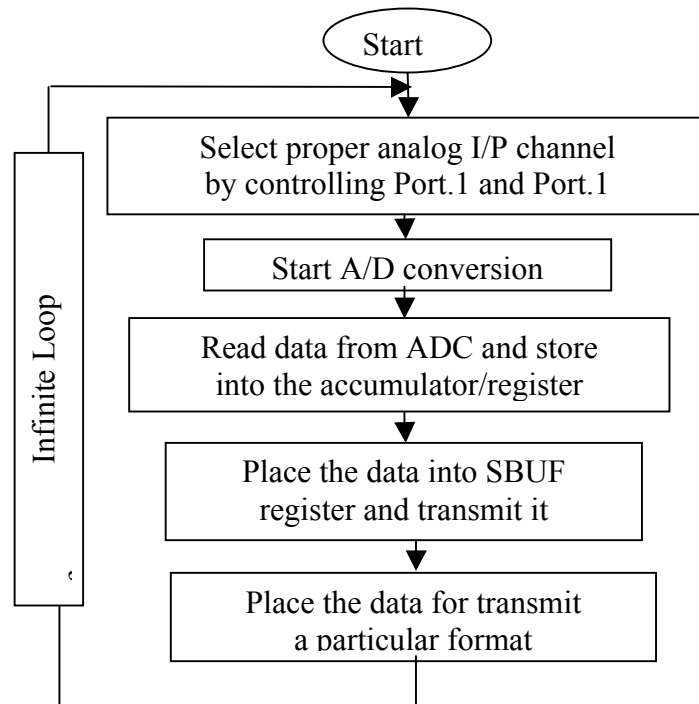 Start
Select proper analog I/P channel
by controlling Port.1 and Port.1
Start A/D conversion
Read data from ADC and store
into the accumulator/register
Infinite Loop
Place the data into SBUF
register and transmit it
Place the data for transmit
a particular format